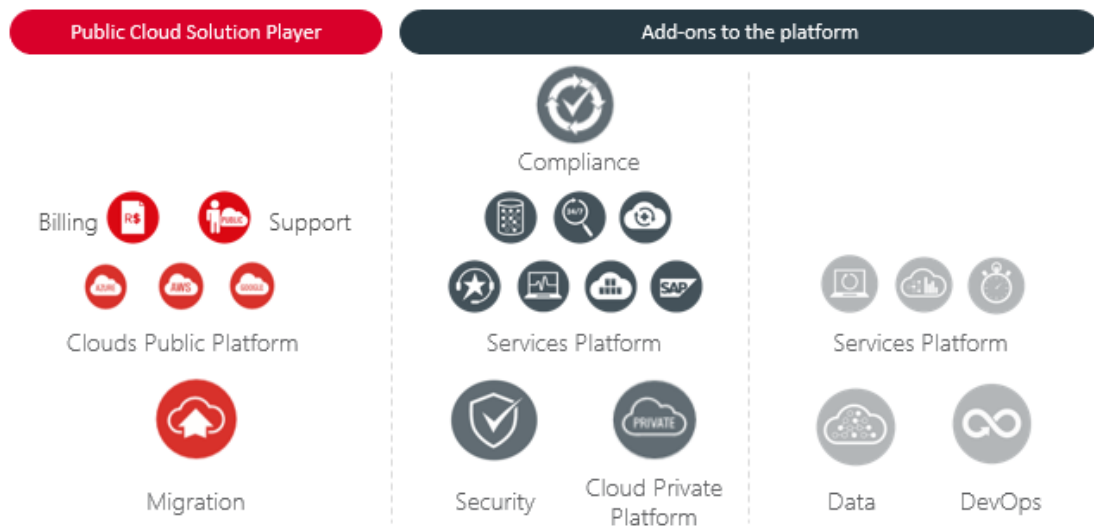 Public Cloud Solution Player
Add-ons to the platform
Compliance
Billing
R$
PUBLIC
Support
24/7
AZURE
AWS
GOOGLE
SAP
Clouds Public Platform
Services Platform
Services Platform
PRIVATE
Migration
Security
Cloud Private
Platform
Data
DevOps